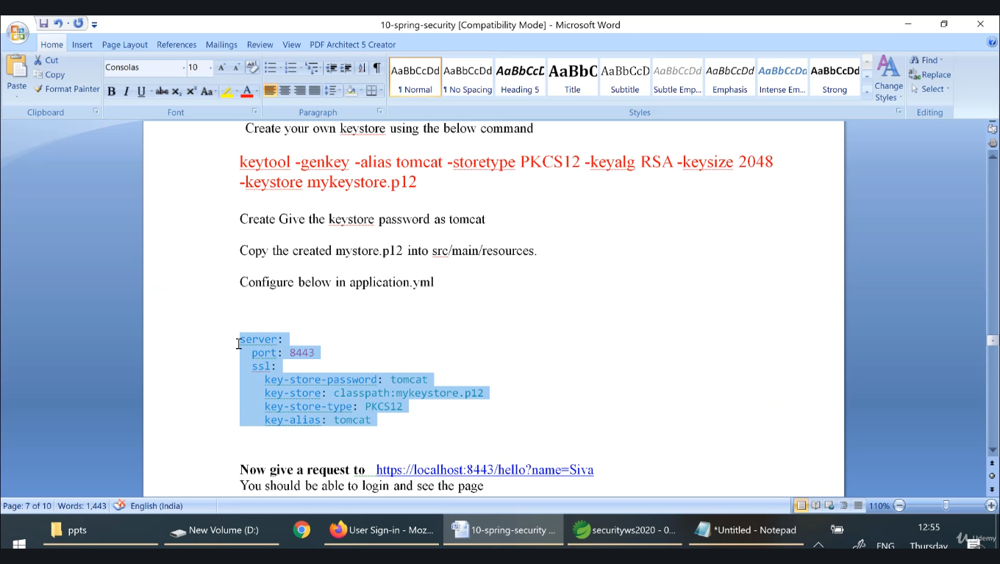 10-spring-security [Compatibility Mode] - Microsoft Word
Home Insert Page Layout References Mailings Review View PDF Architect 5 Creator
Paste
Cut
Copy
Format Painter
Clipboard
Consolas 10
B I U abc X₂ X² Aa A
Font
Paragraph
AaBbCcDd AaBbCcDd AaBbCcD AaBbC AaBbCcD AaBbCcDd AaBbCcDd AaBbCcDd AaBbCcDd
¶ Normal ¶ No Spacing Heading 5 Title Subtitle Subtle Emp... Emphasis Intense Em... Strong
Change Styles
Styles
Find
Replace
Select
Editing
Create your own keystore using the below command
keytool -genkey -alias tomcat -storetype PKCS12 -keyalg RSA -keysize 2048
-keystore mykeystore.p12
Create Give the keystore password as tomcat
Copy the created mystore.p12 into src/main/resources.
Configure below in application.yml
server:
port: 8443
ssl:
key-store-password: tomcat
key-store: classpath:mykeystore.p12
key-store-type: PKCS12
key-alias: tomcat
Now give a request to https://localhost:8443/hello?name=Siva
You should be able to login and see the page
Page: 7 of 10 Words: 1,443 English (India) 110%
ppts New Volume (D:) User Sign-in - Moz... 10-spring-security ... securityws2020 - 0... *Untitled - Notepad
12:55
ENG Thursday
Udemy